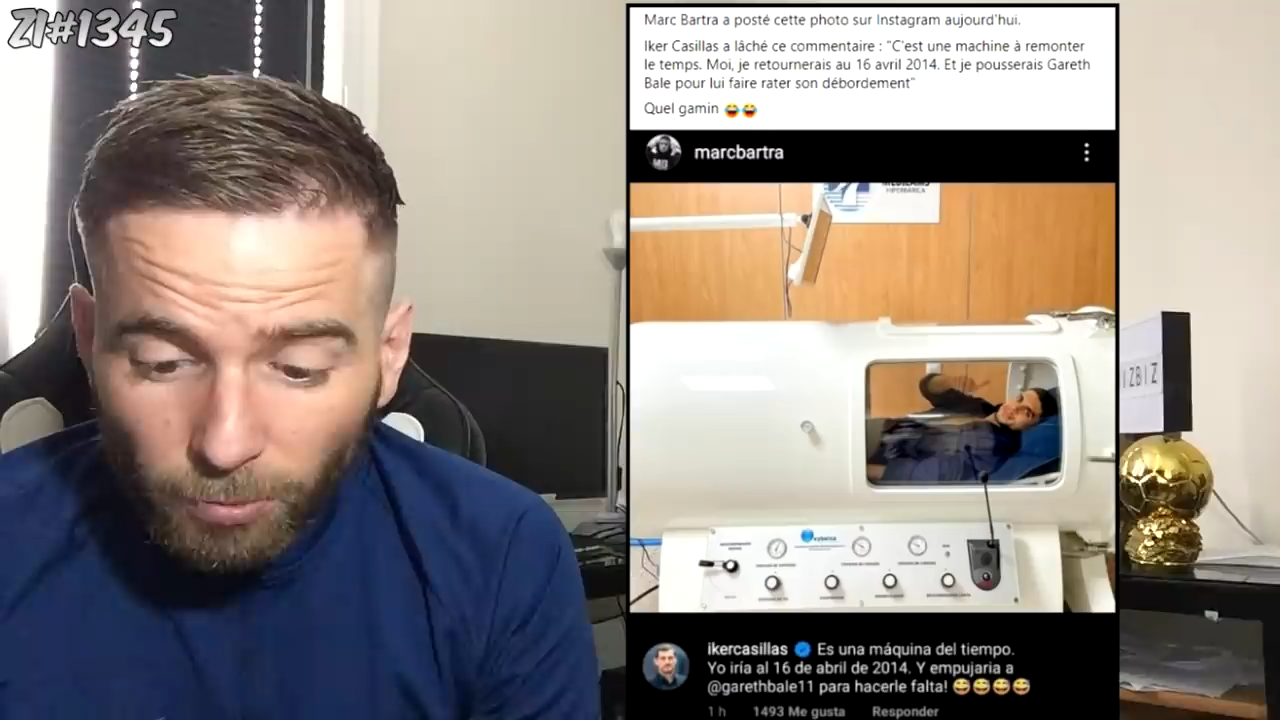 ZI#1345
Marc Bartra a posté cette photo sur Instagram aujourd'hui.
Iker Casillas a lâché ce commentaire : "C'est une machine à remonter
le temps. Moi, je retournerais au 16 avril 2014. Et je pousserais Gareth
Bale pour lui faire rater son débordement"
Quel gamin 😂😂
marcbartra
HIPERBARICA
IZBIZ
ikercasillas Es una máquina del tiempo.
Yo iría al 16 de abril de 2014. Y empujaria a
@garethbale11 para hacerle falta! 😄😄😄😄
1 h 1493 Me gusta Responder